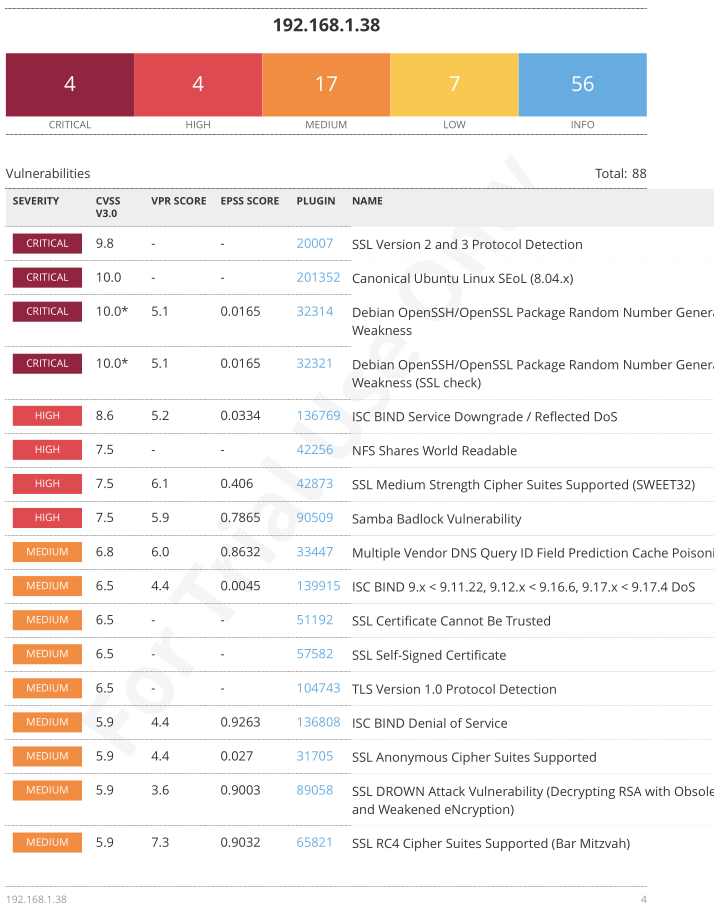 192.168.1.38
4 4 17 7 56
CRITICAL HIGH MEDIUM LOW INFO
Vulnerabilities Total: 88
SEVERITY CVSS V3.0 VPR SCORE EPSS SCORE PLUGIN NAME
CRITICAL 9.8 - - 20007 SSL Version 2 and 3 Protocol Detection
CRITICAL 10.0 - - 201352 Canonical Ubuntu Linux SEoL (8.04.x)
CRITICAL 10.0* 5.1 0.0165 32314 Debian OpenSSH/OpenSSL Package Random Number
Weakness
CRITICAL 10.0* 5.1 0.0165 32321 Debian OpenSSH/OpenSSL Package Random Number
Weakness (SSL check)
HIGH 8.6 5.2 0.0334 136769 ISC BIND Service Downgrade / Reflected DoS
HIGH 7.5 - - 42256 NFS Shares World Readable
HIGH 7.5 6.1 0.406 42873 SSL Medium Strength Cipher Suites Supported (SWEET32)
HIGH 7.5 5.9 0.7865 90509 Samba Badlock Vulnerability
MEDIUM 6.8 6.0 0.8632 33447 Multiple Vendor DNS Query ID Field Prediction Cache
MEDIUM 6.5 4.4 0.0045 139915 ISC BIND 9.x < 9.11.22, 9.12.x < 9.16.6, 9.17.x < 9.17.4 DoS
MEDIUM 6.5 - - 51192 SSL Certificate Cannot Be Trusted
MEDIUM 6.5 - - 57582 SSL Self-Signed Certificate
MEDIUM 6.5 - - 104743 TLS Version 1.0 Protocol Detection
MEDIUM 5.9 4.4 0.9263 136808 ISC BIND Denial of Service
MEDIUM 5.9 4.4 0.027 31705 SSL Anonymous Cipher Suites Supported
MEDIUM 5.9 3.6 0.9003 89058 SSL DROWN Attack Vulnerability (Decrypting RSA with
and Weakened eNcryption)
MEDIUM 5.9 7.3 0.9032 65821 SSL RC4 Cipher Suites Supported (Bar Mitzvah)
For Trial Use Only
192.168.1.38 4